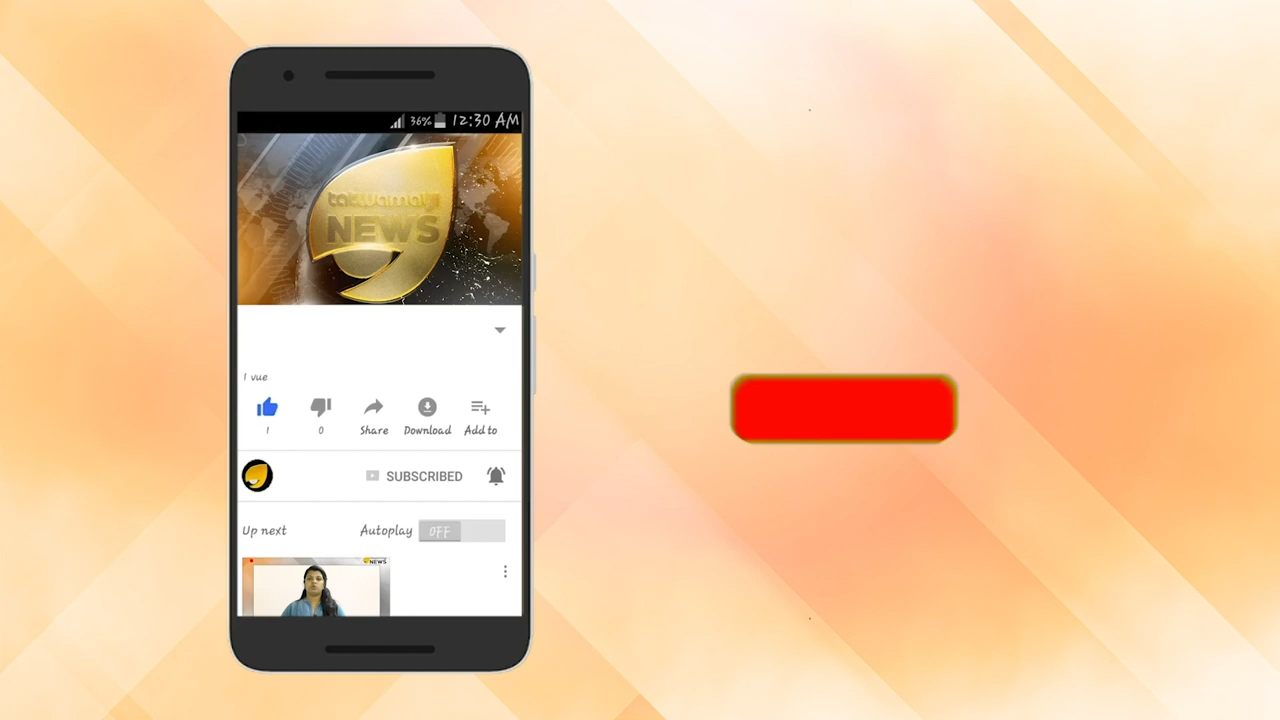 36% 12:30 AM
tatwamayi
NEWS
1 vue
1 0 Share Download Add to
SUBSCRIBED
Up next Autoplay OFF
NEWS